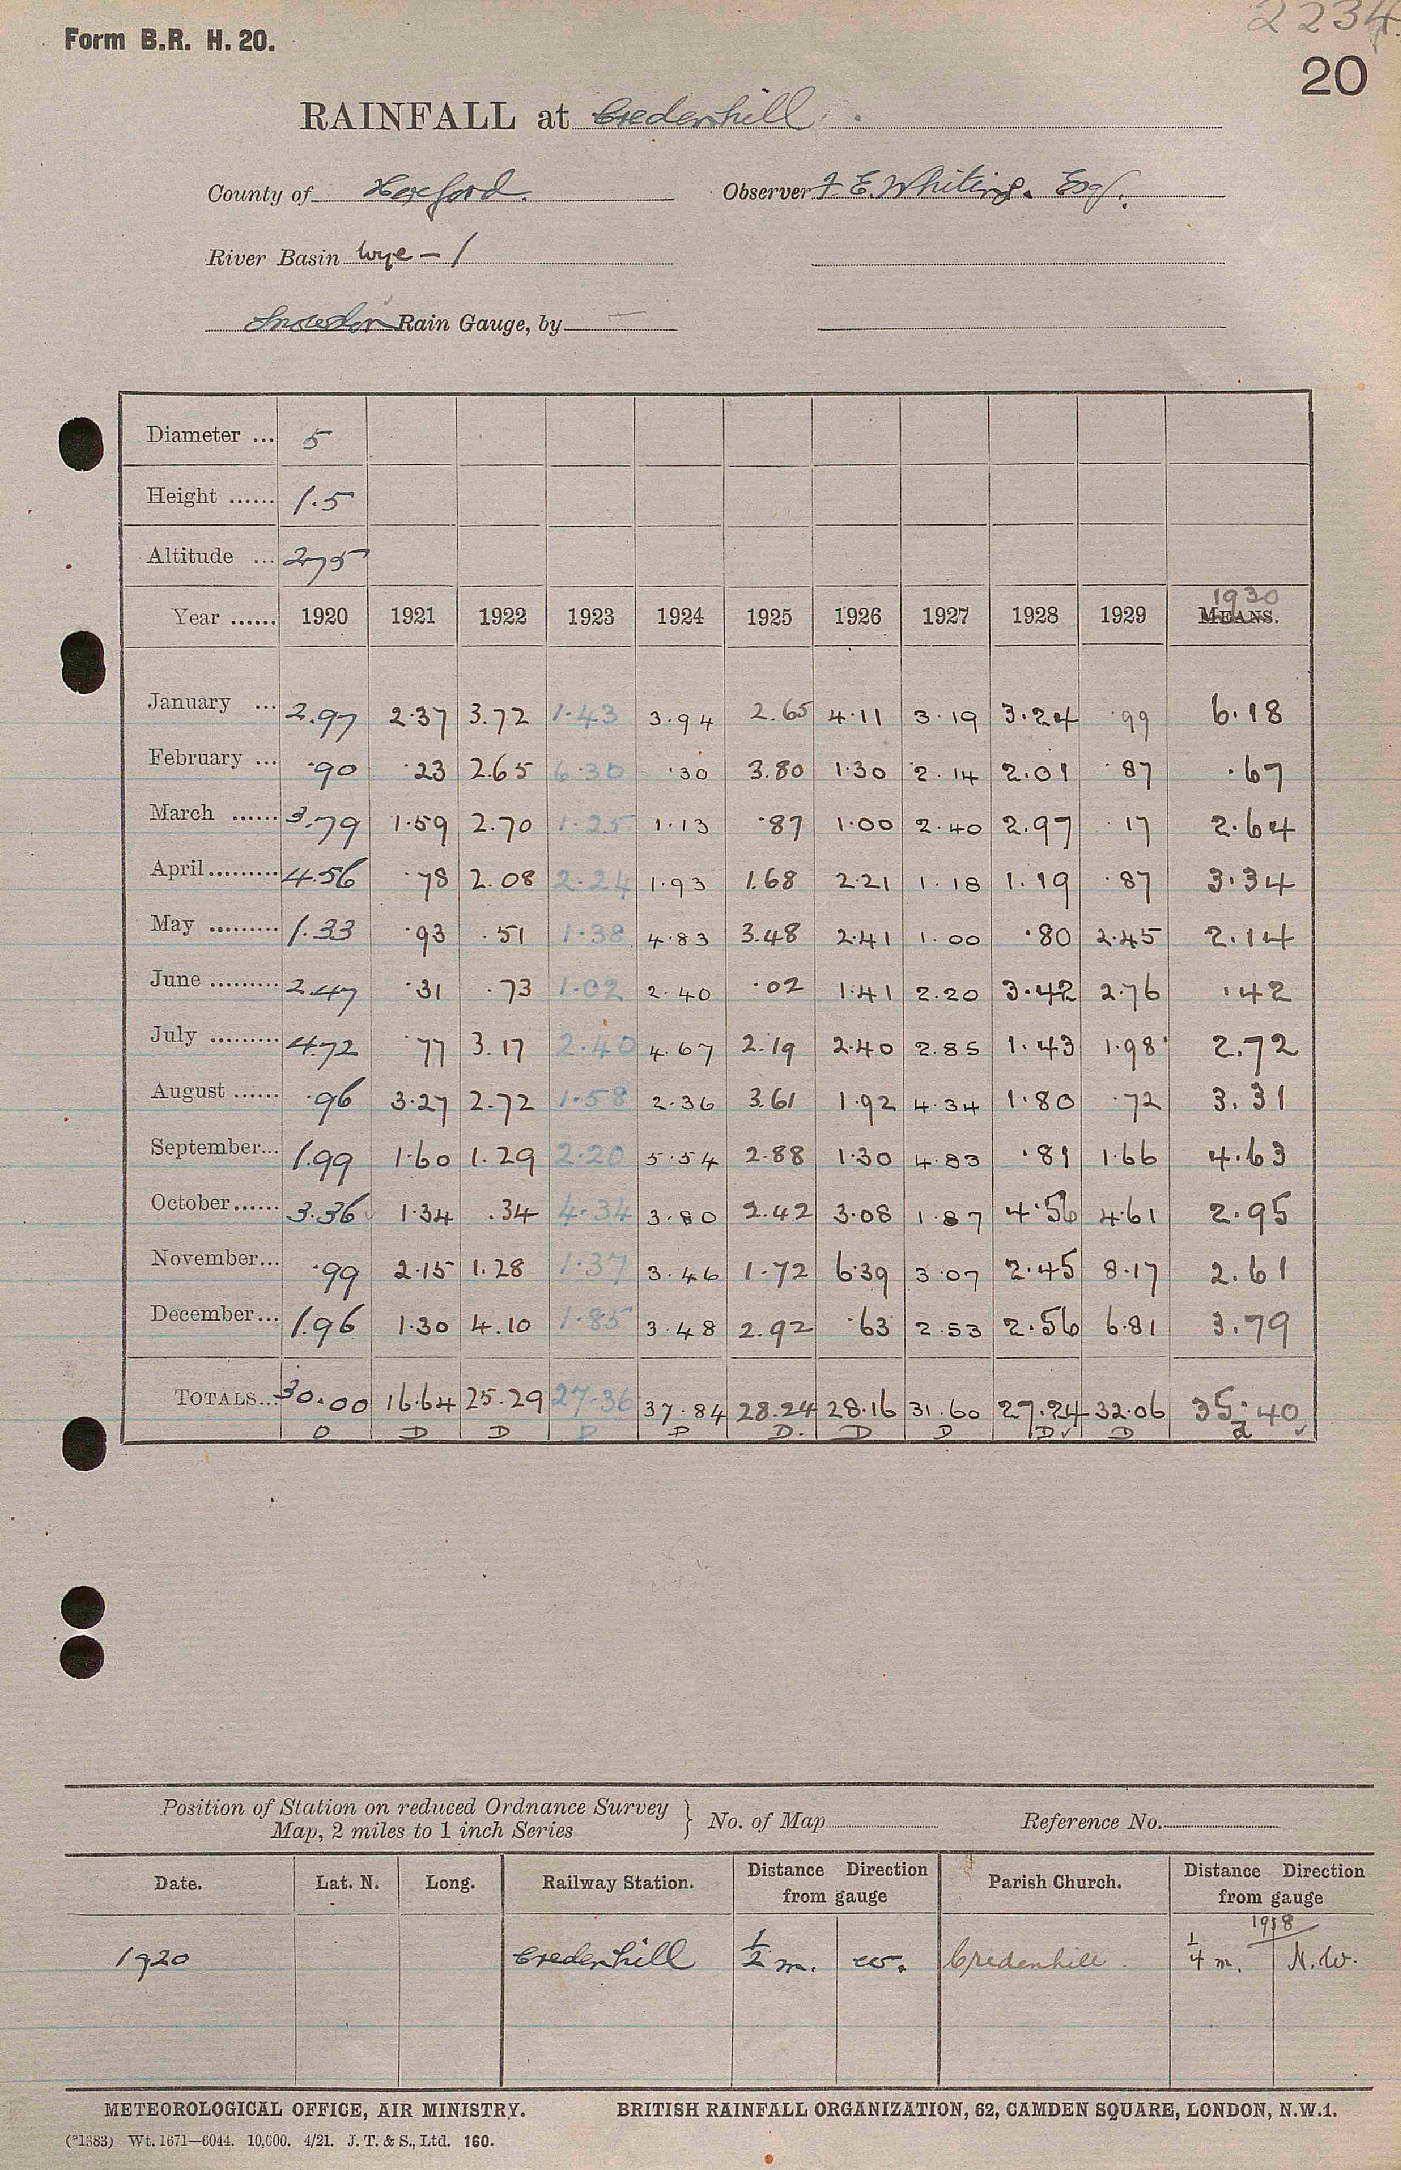 2234
Form B.R. H. 20.
20
RAINFALL at Credenhill
County of Hereford. Observer F. E. Whiting. Esq.
River Basin Wye - 1
Snowdon Rain Gauge, by
Diameter ... 5
Height ...... 1.5
Altitude ... 275
1930
Year ...... 1920 1921 1922 1923 1924 1925 1926 1927 1928 1929 MEANS.
January ... 2.97 2.37 3.72 1.43 3.94 2.65 4.11 3.19 3.24 .99 6.18
February ... .90 .23 2.65 6.30 .30 3.80 1.30 2.14 2.01 .87 .67
March ...... 3.79 1.59 2.70 1.25 1.13 .87 1.00 2.40 2.97 .17 2.64
April ......... 4.56 .78 2.08 2.24 1.93 1.68 2.21 1.18 1.19 .87 3.34
May ......... 1.33 .93 .51 1.38 4.83 3.48 2.41 1.00 .80 2.45 2.14
June ......... 2.47 .31 .73 1.02 2.40 .02 1.41 2.20 3.42 2.76 .42
July ......... 4.72 .77 3.17 2.40 4.67 2.19 2.40 2.85 1.43 1.98 2.72
August ...... .96 3.27 2.72 1.58 2.36 3.61 1.92 4.34 1.80 .72 3.31
September... 1.99 1.60 1.29 2.20 5.54 2.88 1.30 4.83 .81 1.66 4.63
October ...... 3.36 1.34 .34 4.34 3.80 2.42 3.08 1.87 4.56 4.61 2.95
November... .99 2.15 1.28 1.37 3.46 1.72 6.39 3.07 2.45 8.17 2.61
December ... 1.96 1.30 4.10 1.85 3.48 2.92 .63 2.53 2.56 6.81 3.79
TOTALS... 30.00 16.64 25.29 27.36 37.84 28.24 28.16 31.60 27.24 32.06 35.40
D D D D D D. D D D✓ D d ✓
Position of Station on reduced Ordnance Survey
Map, 2 miles to 1 inch Series } No. of Map Reference No.
Date. Lat. N. Long. Railway Station. Distance Direction from gauge Parish Church. Distance Direction from gauge
1918
1920 Credenhill ½ m. W. Credenhill. ¼ m. N.W.
METEOROLOGICAL OFFICE, AIR MINISTRY. BRITISH RAINFALL ORGANIZATION, 62, CAMDEN SQUARE, LONDON, N.W.1.
(*1383) Wt. 1671—6044. 10,000. 4/21. J. T. & S., Ltd. 160.